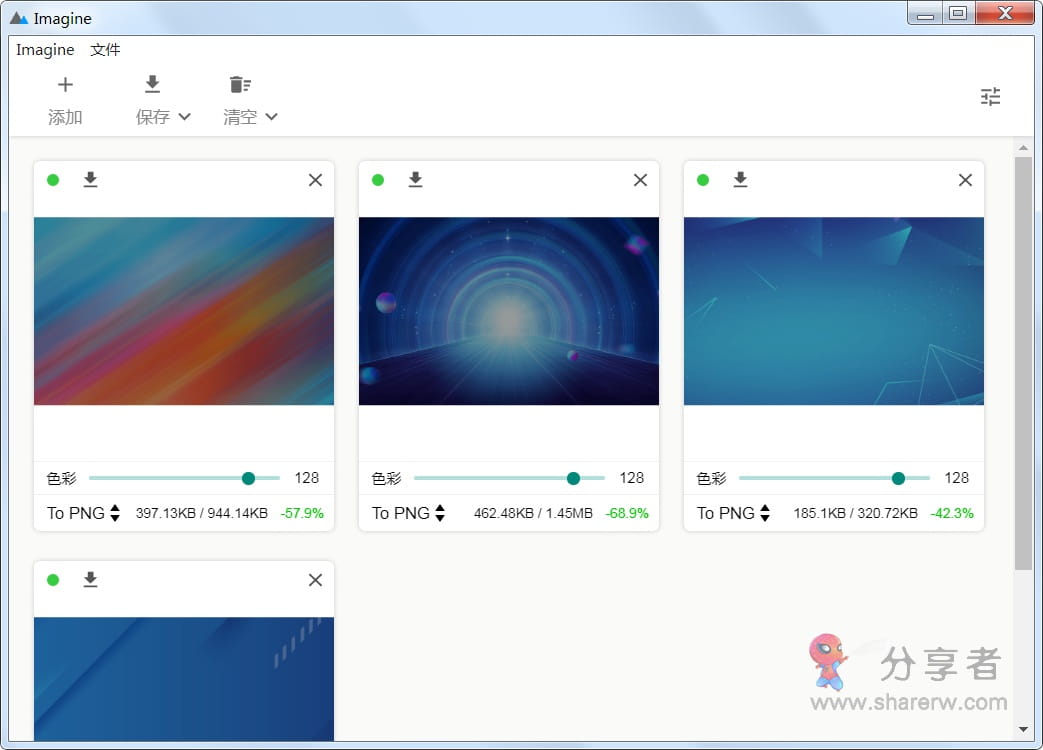 Imagine
Imagine 文件
添加 保存 清空
色彩 128
To PNG 397.13KB / 944.14KB -57.9%
色彩 128
To PNG 462.48KB / 1.45MB -68.9%
色彩 128
To PNG 185.1KB / 320.72KB -42.3%
分享者
www.sharerw.com